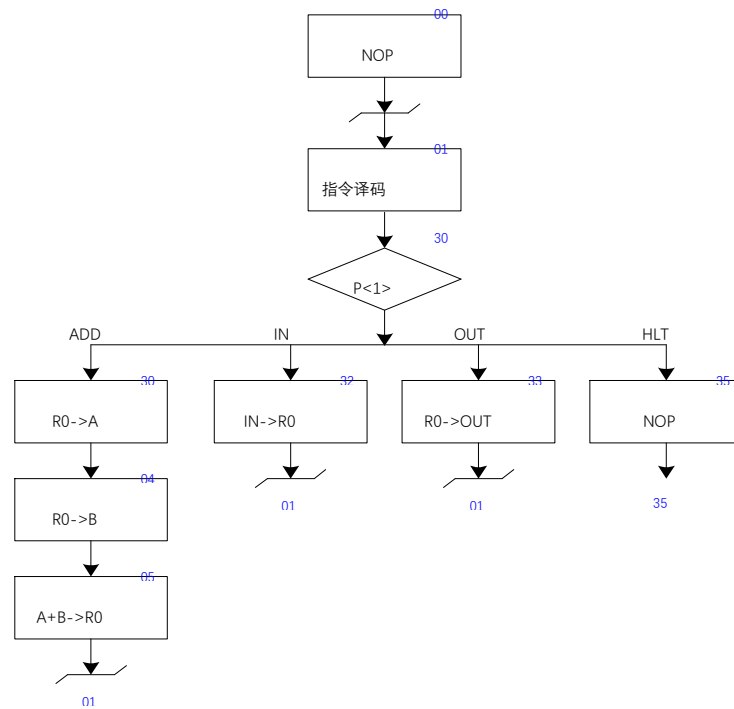 00
NOP
01
指令译码
30
P<1>
ADD IN OUT HLT
30 32 33 35
R0->A IN->R0 R0->OUT NOP
04
R0->B 01 01 35
05
A+B->R0
01